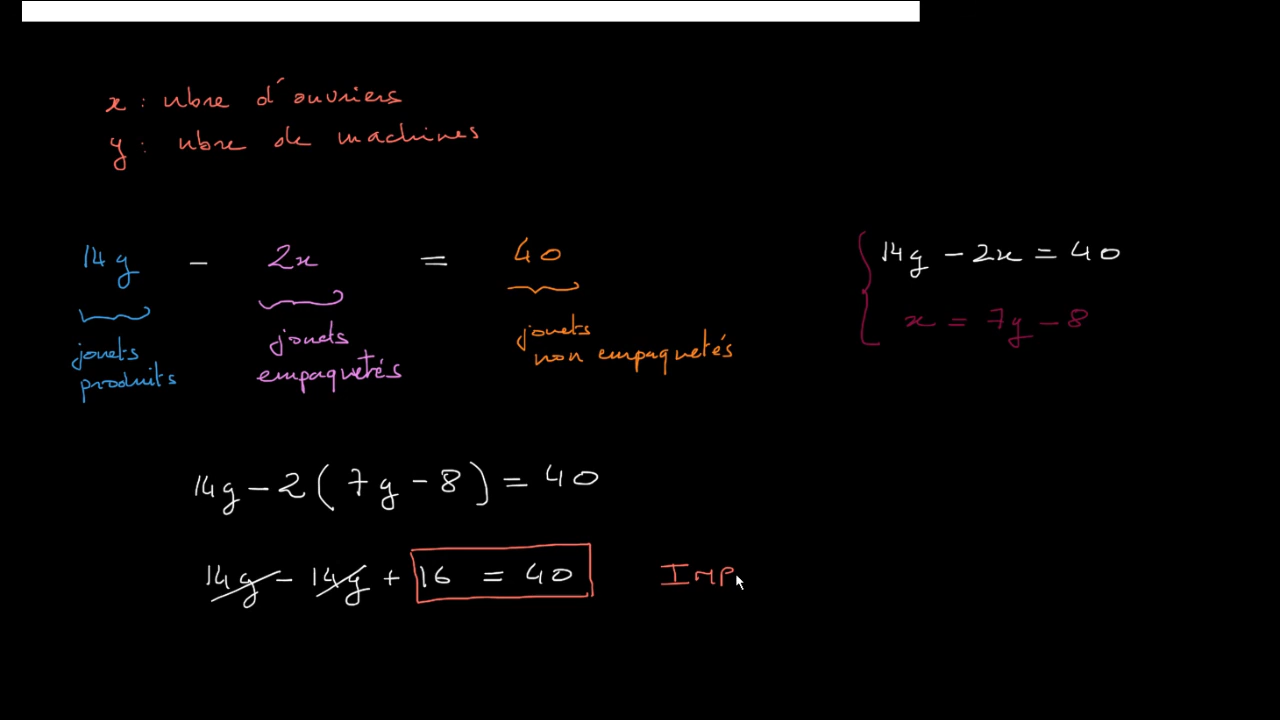 x : nbre d'ouvriers
y : nbre de machines
14y - 2x = 40
jouets produits
jouets empaquetés
jouets non empaquetés
14y - 2x = 40
x = 7y - 8
14y - 2(7y - 8) = 40
14y - 14y + 16 = 40
IMP